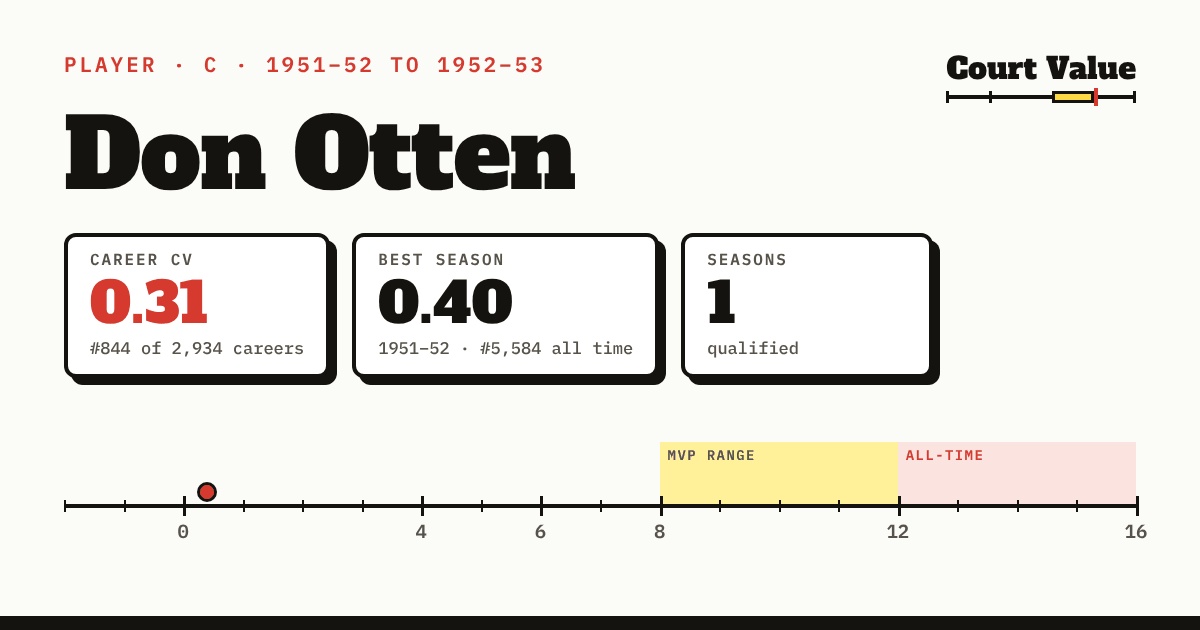 PLAYER · C · 1951–52 TO 1952–53
Court Value
Don Otten
CAREER CV
0.31
#844 of 2,934 careers
BEST SEASON
0.40
1951–52 · #5,584 all time
SEASONS
1
qualified
MVP RANGE
ALL-TIME
0
4
6
8
12
16